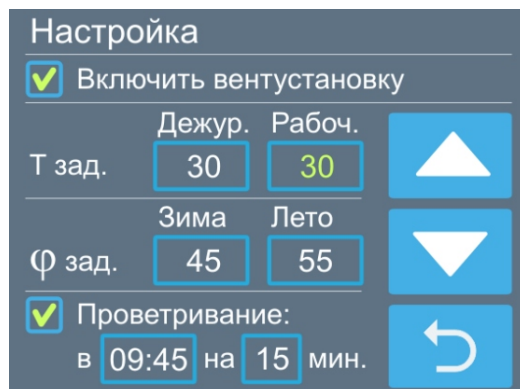 Настройка
Включить вентустановку
Дежур. Рабоч.
Т зад. 30 30
Зима Лето
φ зад. 45 55
Проветривание:
в 09:45 на 15 мин.